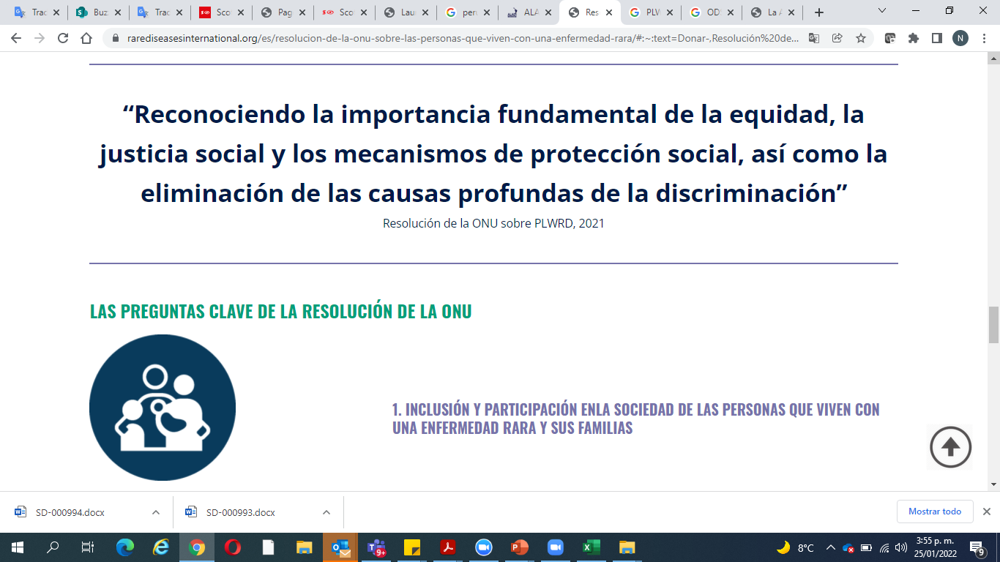 Trad
Buz
Trac
Sco
Pag
Sco
Lau
per
ALA
Res
PLW
OD
La A
rarediseasesinternational.org/es/resolucion-de-la-onu-sobre-las-personas-que-viven-con-una-enfermedad-rara/#:~:text=Donar-,Resolución%20de...
N
“Reconociendo la importancia fundamental de la equidad, la
justicia social y los mecanismos de protección social, así como la
eliminación de las causas profundas de la discriminación”
Resolución de la ONU sobre PLWRD, 2021
LAS PREGUNTAS CLAVE DE LA RESOLUCIÓN DE LA ONU
1. INCLUSIÓN Y PARTICIPACIÓN ENLA SOCIEDAD DE LAS PERSONAS QUE VIVEN CON
UNA ENFERMEDAD RARA Y SUS FAMILIAS
SD-000994.docx
SD-000993.docx
Mostrar todo
9+
8°C
3:55 p. m.
25/01/2022
9